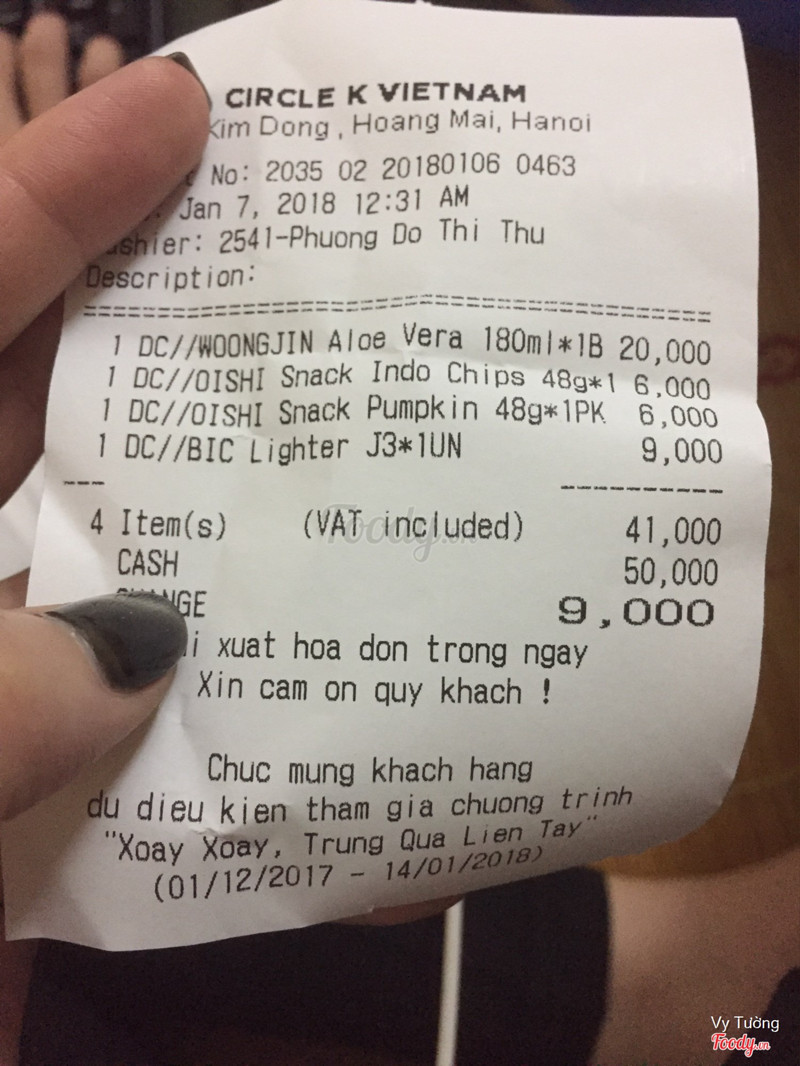 CIRCLE K VIETNAM
Kim Dong , Hoang Mai, Hanoi
No: 2035 02 20180106 0463
Jan 7, 2018 12:31 AM
Cashier: 2541-Phuong Do Thi Thu
Description:
1 DC//WOONGJIN Aloe Vera 180ml*1B 20,000
1 DC//OISHI Snack Indo Chips 48g*1 6,000
1 DC//OISHI Snack Pumpkin 48g*1PK 6,000
1 DC//BIC Lighter J3*1UN 9,000
4 Item(s) (VAT included) 41,000
CASH 50,000
CHANGE 9,000
xuat hoa don trong ngay
Xin cam on quy khach !
Chuc mung khach hang
du dieu kien tham gia chuong trinh
"Xoay Xoay, Trung Qua Lien Tay"
(01/12/2017 - 14/01/2018)
Foody.vn
Vy Tường
Foody.vn